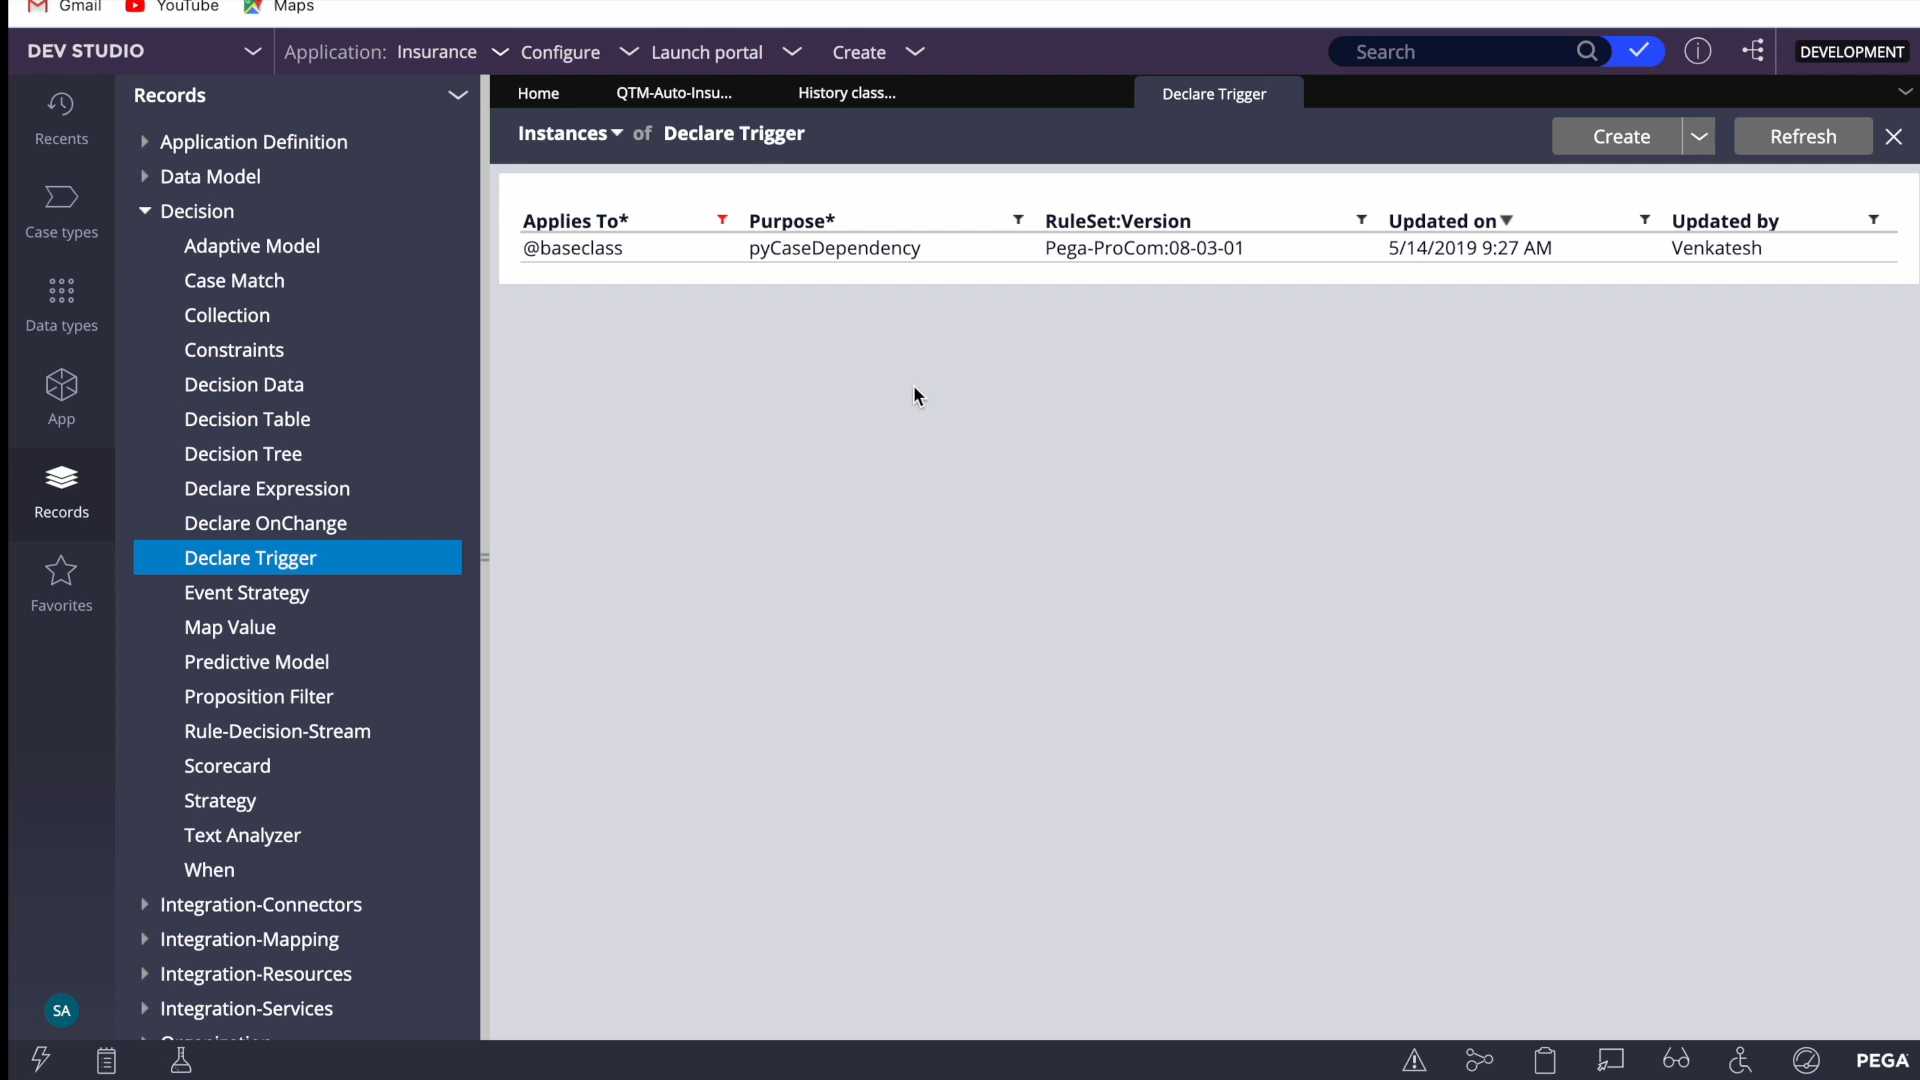 Gmail YouTube Maps
DEV STUDIO Application: Insurance Configure Launch portal Create Search DEVELOPMENT
Recents
Case types
Data types
App
Records
Favorites
SA
Records
Application Definition
Data Model
Decision
Adaptive Model
Case Match
Collection
Constraints
Decision Data
Decision Table
Decision Tree
Declare Expression
Declare OnChange
Declare Trigger
Event Strategy
Map Value
Predictive Model
Proposition Filter
Rule-Decision-Stream
Scorecard
Strategy
Text Analyzer
When
Integration-Connectors
Integration-Mapping
Integration-Resources
Integration-Services
Home QTM-Auto-Insu... History class... Declare Trigger
Instances of Declare Trigger Create Refresh
Applies To* Purpose* RuleSet:Version Updated on Updated by
@baseclass pyCaseDependency Pega-ProCom:08-03-01 5/14/2019 9:27 AM Venkatesh
PEGA